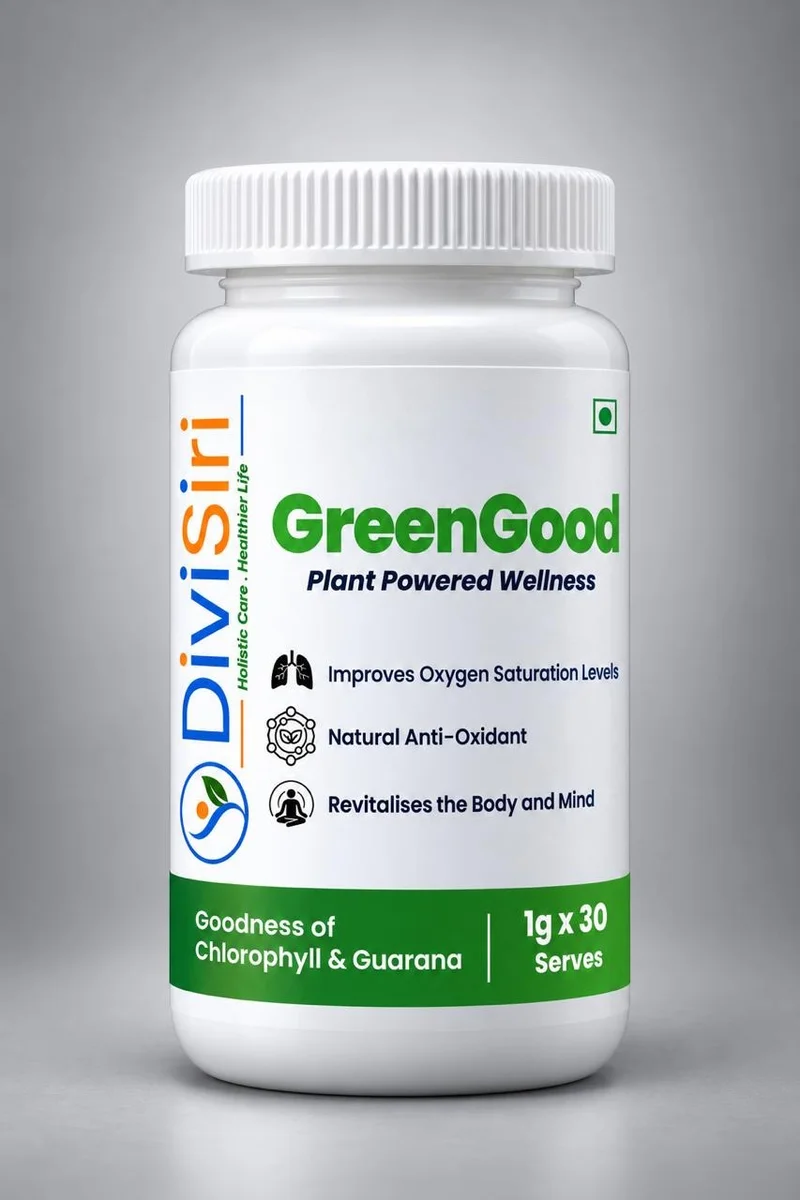 DiviSiri
Holistic Care . Healthier Life
GreenGood
Plant Powered Wellness
Improves Oxygen Saturation Levels
Natural Anti-Oxidant
Revitalises the Body and Mind
Goodness of
Chlorophyll & Guarana
1g x 30
Serves